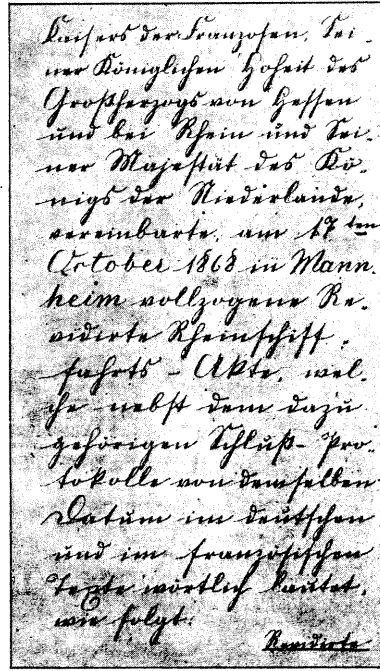 Kaisers der Franzosen, Sei-
ner Königlichen Hoheit des
Großherzogs von Hessen
und bei Rhein und Sei-
ner Majestät des Kö-
nigs der Niederlande,
vereinbarte, am 17ten
October 1868 in Mann-
heim vollzogene Re-
vidirte Rheinschiff-
fahrts-Akte, wel-
che nebst dem dazu
gehörigen Schluß-Pro-
tokolle von demselben
Datum im deutschen
und im französischen
Texte wörtlich lautet,
wie folgt:
Revidirte